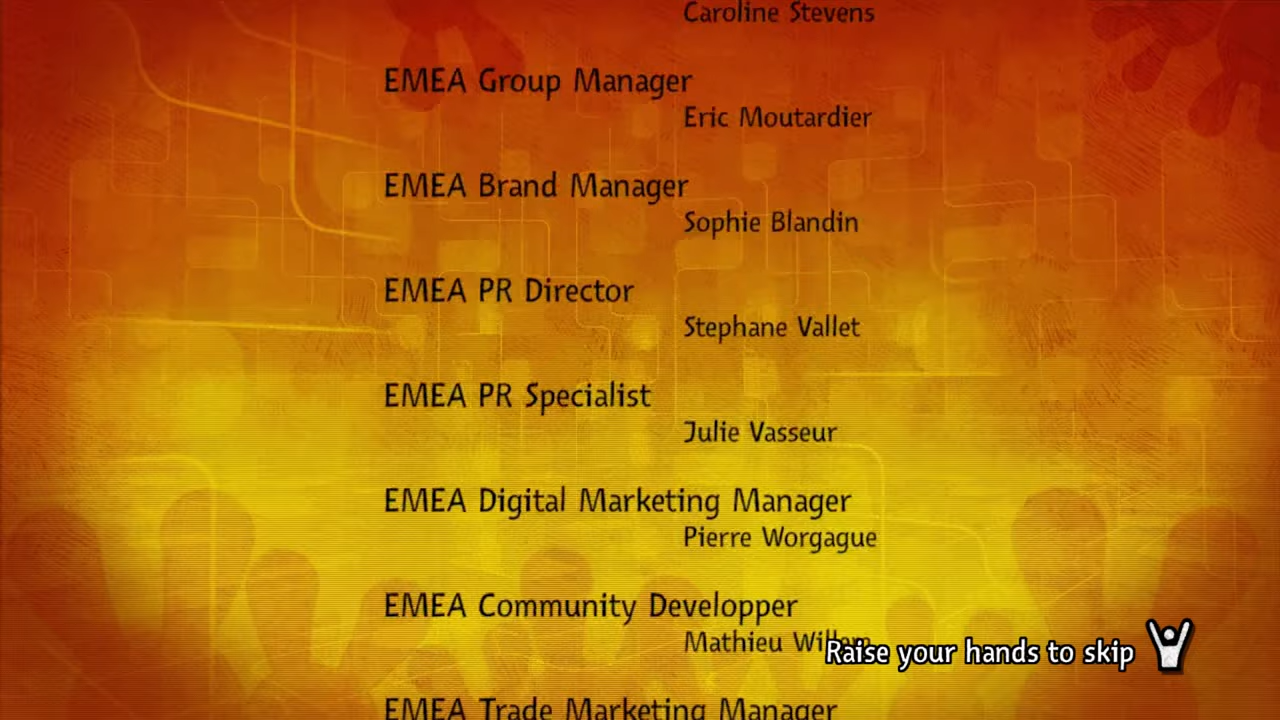 Caroline Stevens
EMEA Group Manager
Eric Moutardier
EMEA Brand Manager
Sophie Blandin
EMEA PR Director
Stephane Vallet
EMEA PR Specialist
Julie Vasseur
EMEA Digital Marketing Manager
Pierre Worgague
EMEA Community Developper
Mathieu
Raise your hands to skip
EMEA Trade Marketing Manager